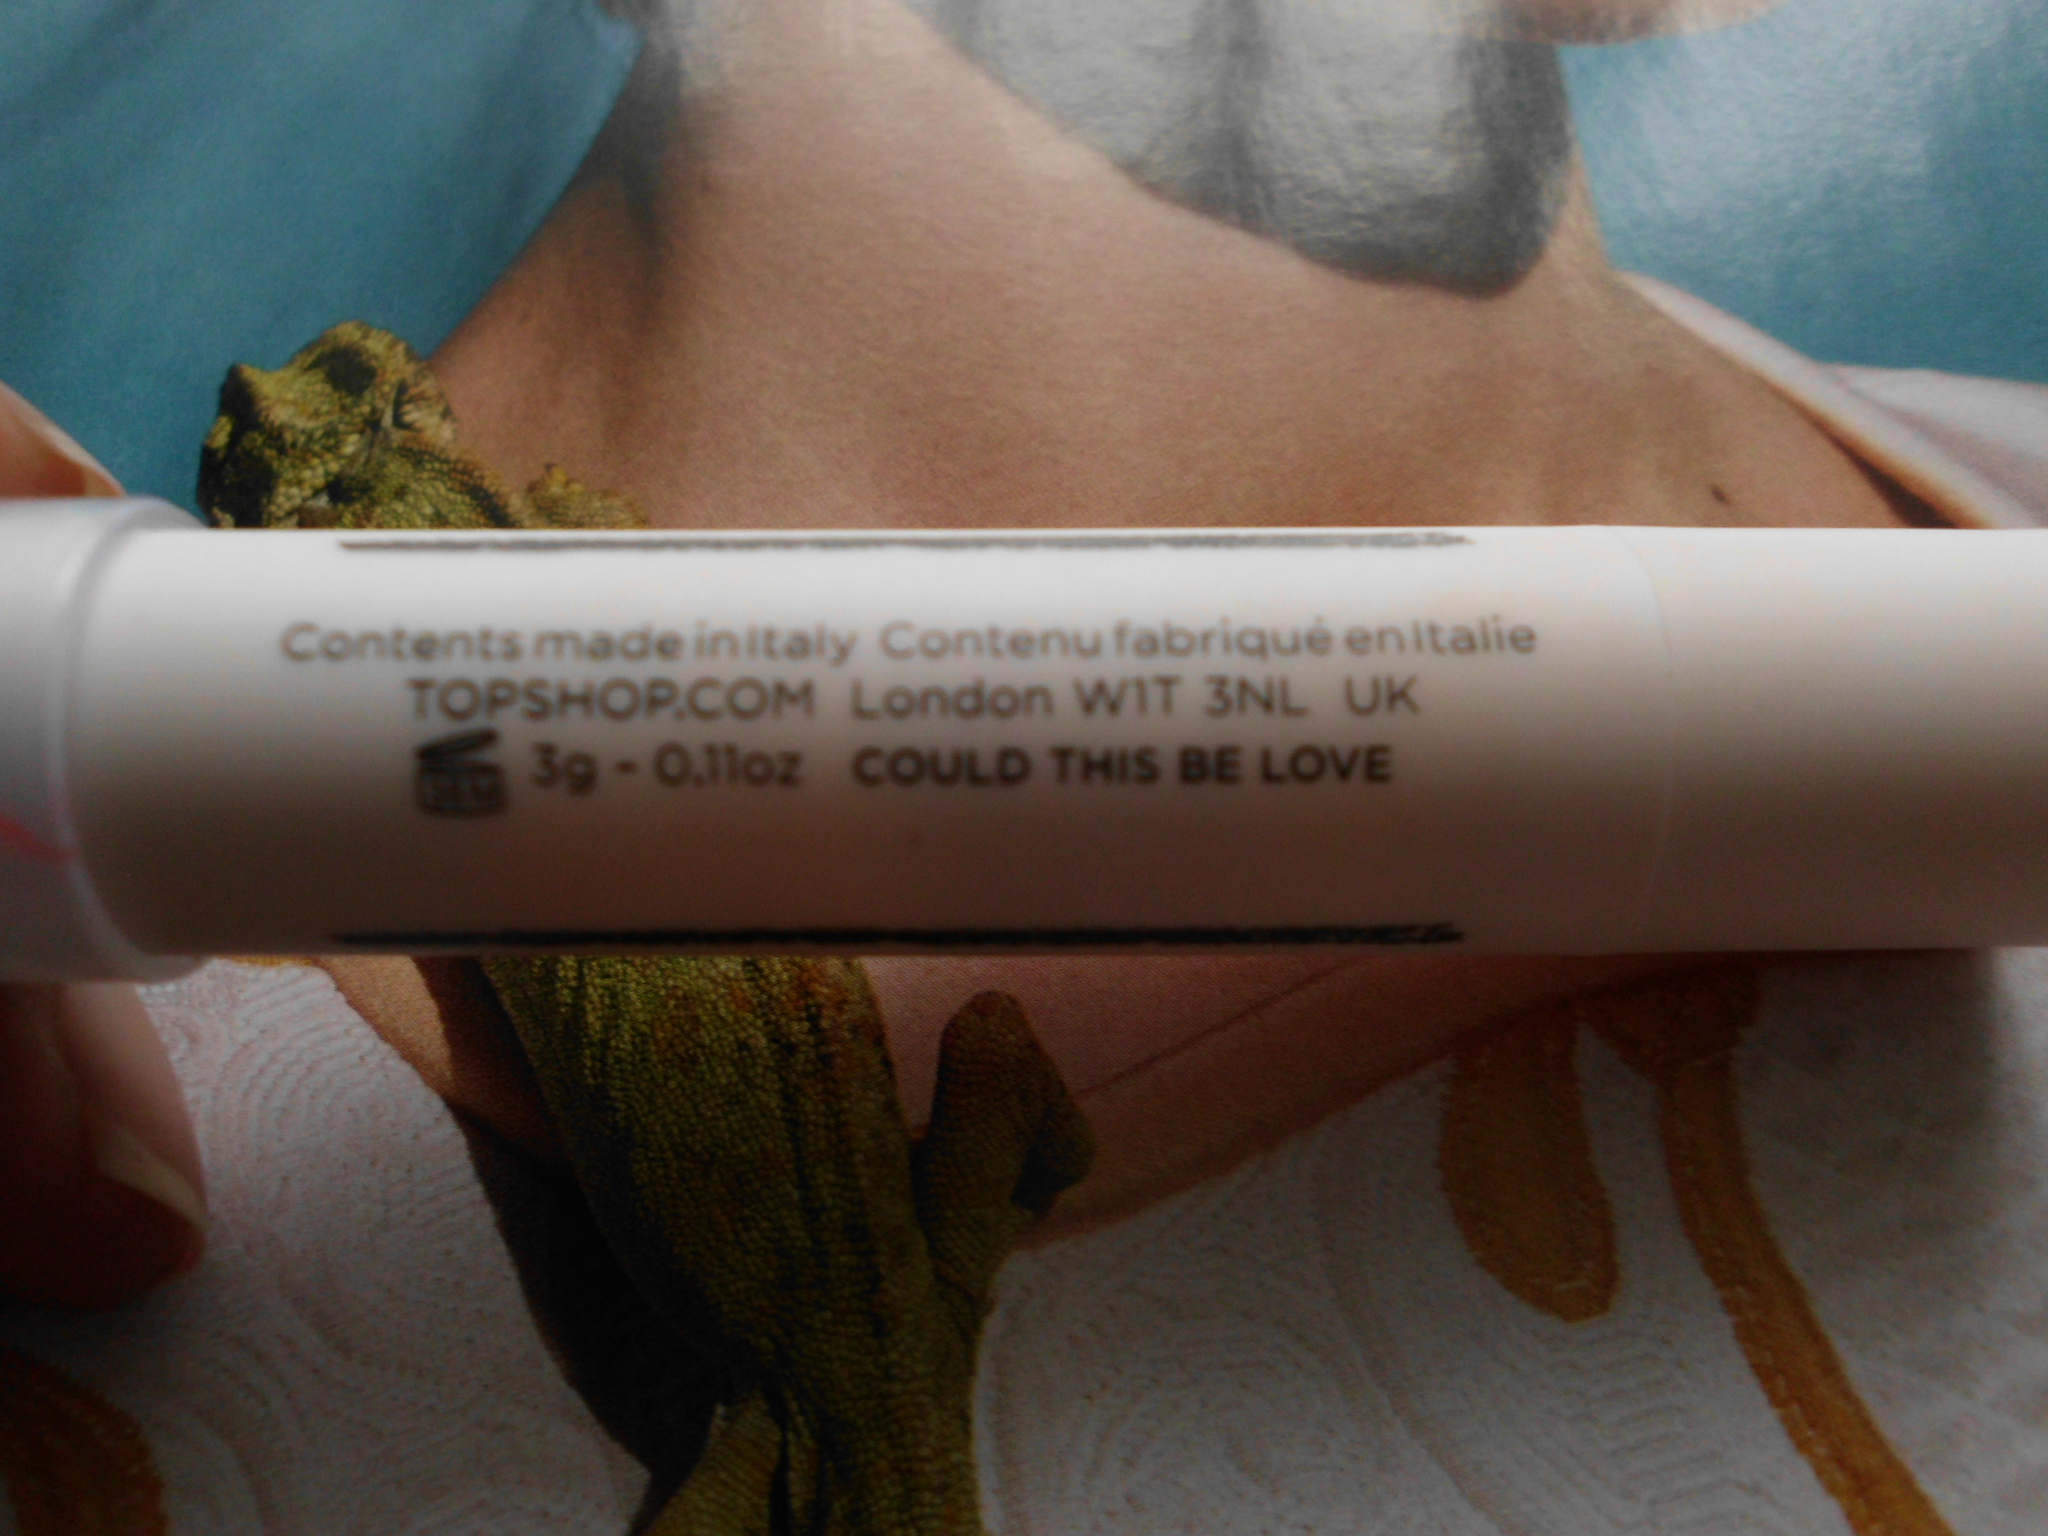 Contents made in Italy Contenu fabriqué en Italie
TOPSHOP.COM London W1T 3NL UK
3g - 0.11oz COULD THIS BE LOVE